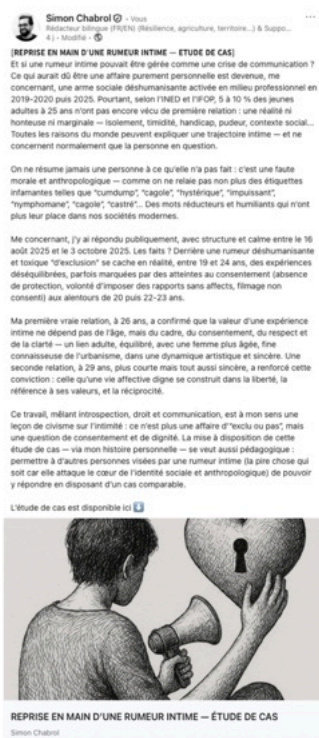 Simon Chabrol • Vous
Rédacteur bilingue (FR/EN) (Résilience, agriculture, territoire...) & Suppo...
4 j • Modifié •
[REPRISE EN MAIN D'UNE RUMEUR INTIME — ETUDE DE CAS]
Et si une rumeur intime pouvait être gérée comme une crise de communication ?
Ce qui aurait dû être une affaire purement personnelle est devenue, me
concernant, une arme sociale déshumanisante activée en milieu professionnel en
2019-2020 puis 2025. Pourtant, selon l'INED et l'IFOP, 5 à 10 % des jeunes
adultes à 25 ans n'ont pas encore vécu de première relation : une réalité ni
honteuse ni marginale — isolement, timidité, handicap, pudeur, contexte social...
Toutes les raisons du monde peuvent expliquer une trajectoire intime — et ne
concernent normalement que la personne en question.
On ne résume jamais une personne à ce qu'elle n'a pas fait : c'est une faute
morale et anthropologique — comme on ne relaie pas non plus des étiquettes
infamantes telles que "cumdump", "cagole", "hystérique", "impuissant",
"nymphomane", "cagole", "castré"... Des mots réducteurs et humiliants qui n'ont
plus leur place dans nos sociétés modernes.
Me concernant, j'y ai répondu publiquement, avec structure et calme entre le 16
août 2025 et le 3 octobre 2025. Les faits ? Derrière une rumeur déshumanisante
et toxique "d'exclusion" se cache en réalité, entre 19 et 24 ans, des expériences
déséquilibrées, parfois marquées par des atteintes au consentement (absence
de protection, volonté d'imposer des rapports sans affects, filmage non
consenti) aux alentours de 20 puis 22-23 ans.
Ma première vraie relation, à 26 ans, a confirmé que la valeur d'une expérience
intime ne dépend pas de l'âge, mais du cadre, du consentement, du respect et
de la clarté — un lien adulte, équilibré, avec une femme plus âgée, fine
connaisseuse de l'urbanisme, dans une dynamique artistique et sincère. Une
seconde relation, à 29 ans, plus courte mais tout aussi sincère, a renforcé cette
conviction : celle qu'une vie affective digne se construit dans la liberté, la
référence à ses valeurs, et la réciprocité.
Ce travail, mêlant introspection, droit et communication, est à mon sens une
leçon de civisme sur l'intimité : ce n'est plus une affaire d'"exclu ou pas", mais
une question de consentement et de dignité. La mise à disposition de cette
étude de cas — via mon histoire personnelle — se veut aussi pédagogique :
permettre à d'autres personnes visées par une rumeur intime (la pire chose qui
soit car elle attaque le cœur de l'identité sociale et anthropologique) de pouvoir
y répondre en disposant d'un cas comparable.
L'étude de cas est disponible ici ⬇️
REPRISE EN MAIN D'UNE RUMEUR INTIME — ÉTUDE DE CAS
Simon Chabrol